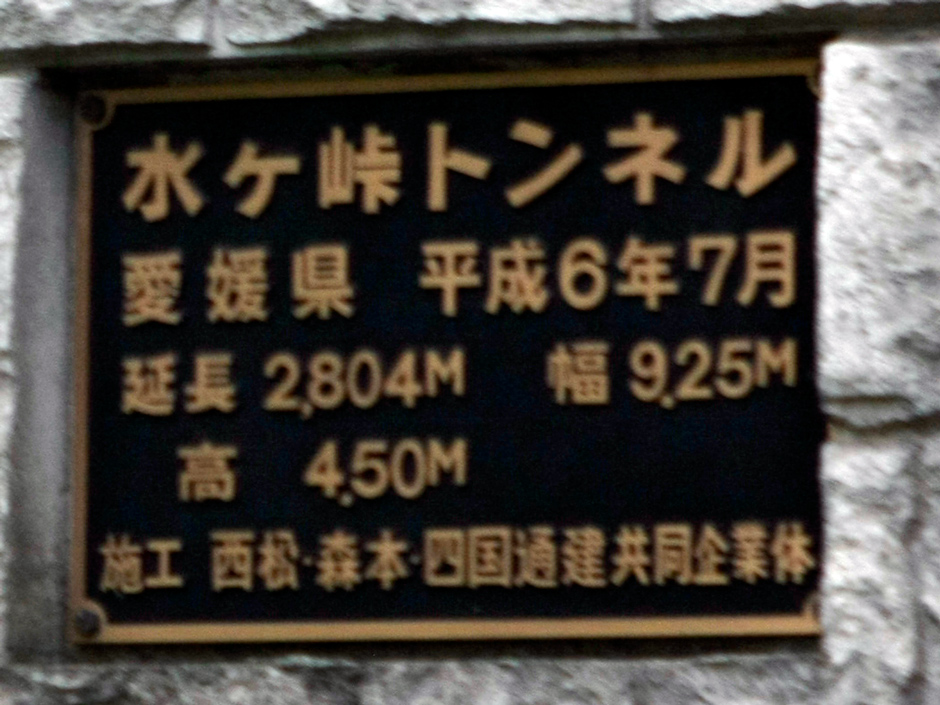 水ケ峠トンネル
愛媛県 平成6年7月
延長 2,804M 幅 9.25M
高 4.50M
施工 西松·森本·四国通建共同企業体